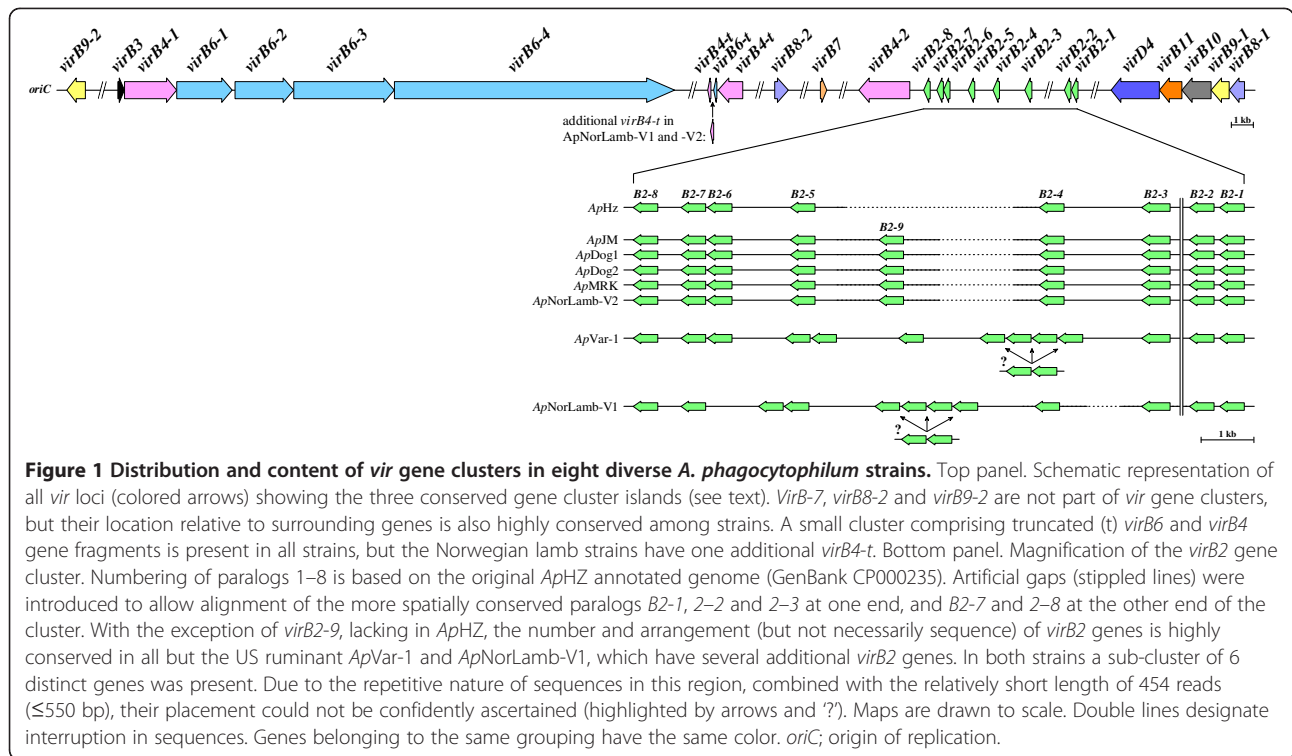 virB9-2 virB3 virB4-1 virB6-1 virB6-2 virB6-3 virB6-4 virB4-t virB6-t virB4-t virB8-2 virB7 virB4-2 virB2-8 virB2-7 virB2-6 virB2-5 virB2-4 virB2-3 virB2-2 virB2-1 virD4 virB11 virB10 virB9-1 virB8-1
oriC // // // // // // //
additional virB4-t in
ApNorLamb-V1 and -V2:
1 kb
B2-8 B2-7 B2-6 B2-5 B2-4 B2-3 B2-2 B2-1
ApHz
B2-9
ApJM
ApDog1
ApDog2
ApMRK
ApNorLamb-V2
ApVar-1
?
ApNorLamb-V1
?
1 kb
Figure 1 Distribution and content of vir gene clusters in eight diverse A. phagocytophilum strains. Top panel. Schematic representation of
all vir loci (colored arrows) showing the three conserved gene cluster islands (see text). VirB-7, virB8-2 and virB9-2 are not part of vir gene clusters,
but their location relative to surrounding genes is also highly conserved among strains. A small cluster comprising truncated (t) virB6 and virB4
gene fragments is present in all strains, but the Norwegian lamb strains have one additional virB4-t. Bottom panel. Magnification of the virB2 gene
cluster. Numbering of paralogs 1–8 is based on the original ApHZ annotated genome (GenBank CP000235). Artificial gaps (stippled lines) were
introduced to allow alignment of the more spatially conserved paralogs B2-1, 2–2 and 2–3 at one end, and B2-7 and 2–8 at the other end of the
cluster. With the exception of virB2-9, lacking in ApHZ, the number and arrangement (but not necessarily sequence) of virB2 genes is highly
conserved in all but the US ruminant ApVar-1 and ApNorLamb-V1, which have several additional virB2 genes. In both strains a sub-cluster of 6
distinct genes was present. Due to the repetitive nature of sequences in this region, combined with the relatively short length of 454 reads
(≤550 bp), their placement could not be confidently ascertained (highlighted by arrows and ‘?’). Maps are drawn to scale. Double lines designate
interruption in sequences. Genes belonging to the same grouping have the same color. oriC; origin of replication.